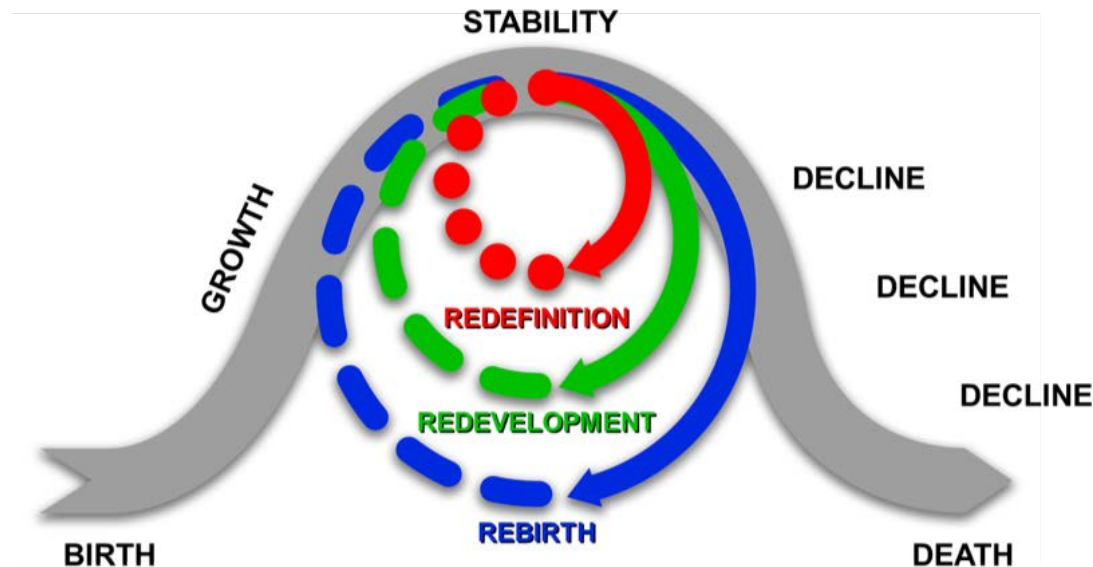 STABILITY
GROWTH
DECLINE
DECLINE
DECLINE
REDEFINITION
REDEVELOPMENT
REBIRTH
BIRTH
DEATH